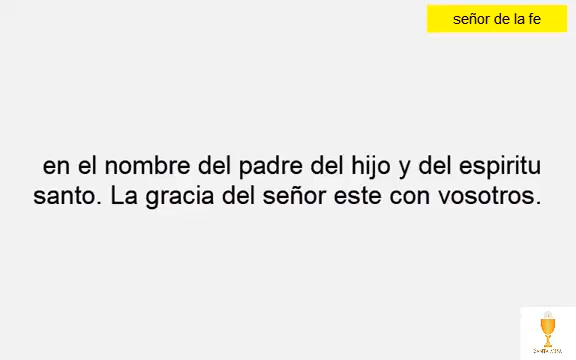 señor de la fe
en el nombre del padre del hijo y del espiritu
santo. La gracia del señor este con vosotros.